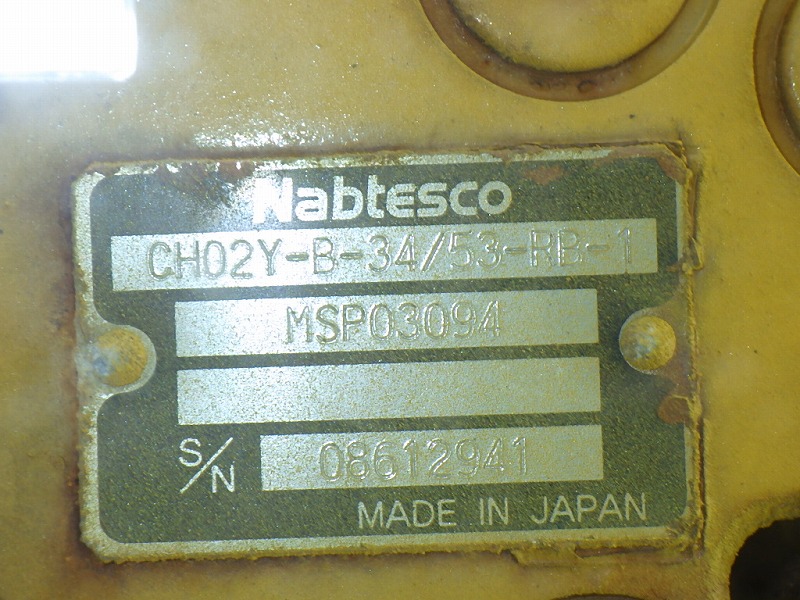 Nabtesco
CH02Y-B-34/53-RB-1
MSP03094
S/N 08612941
MADE IN JAPAN